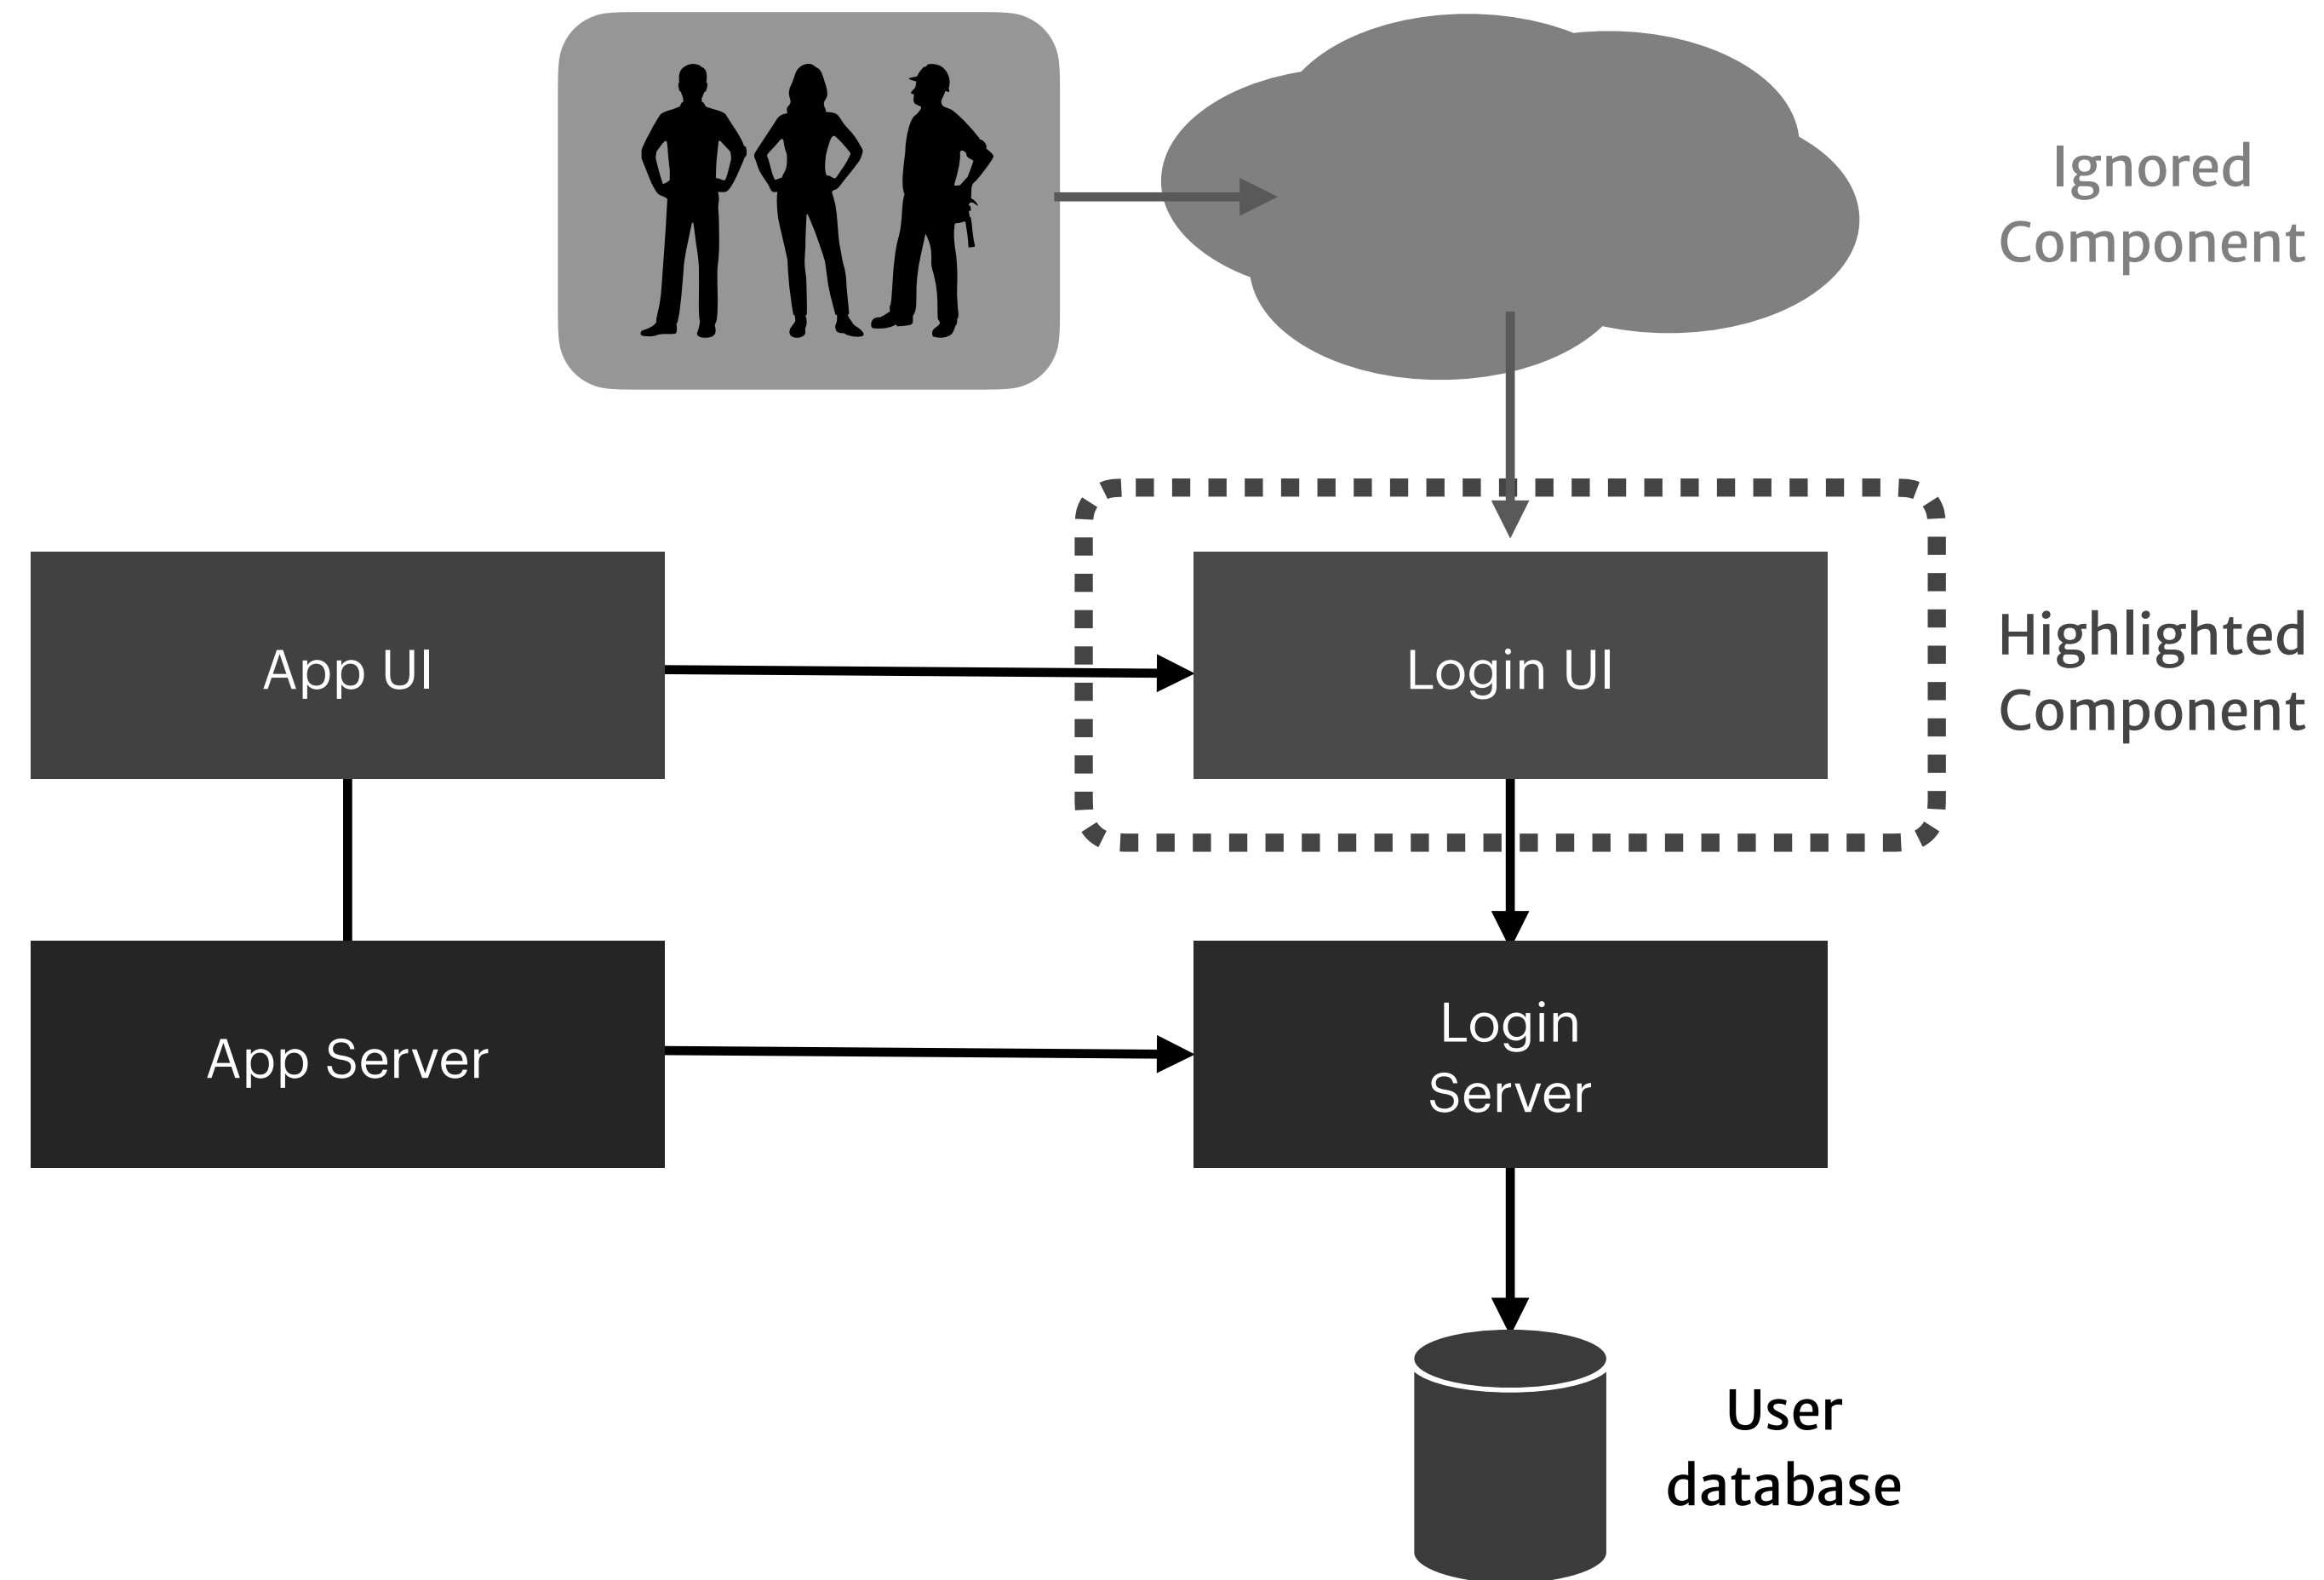 Ignored
Component
App UI
Login UI
Highlighted
Component
App Server
Login
Server
User
database